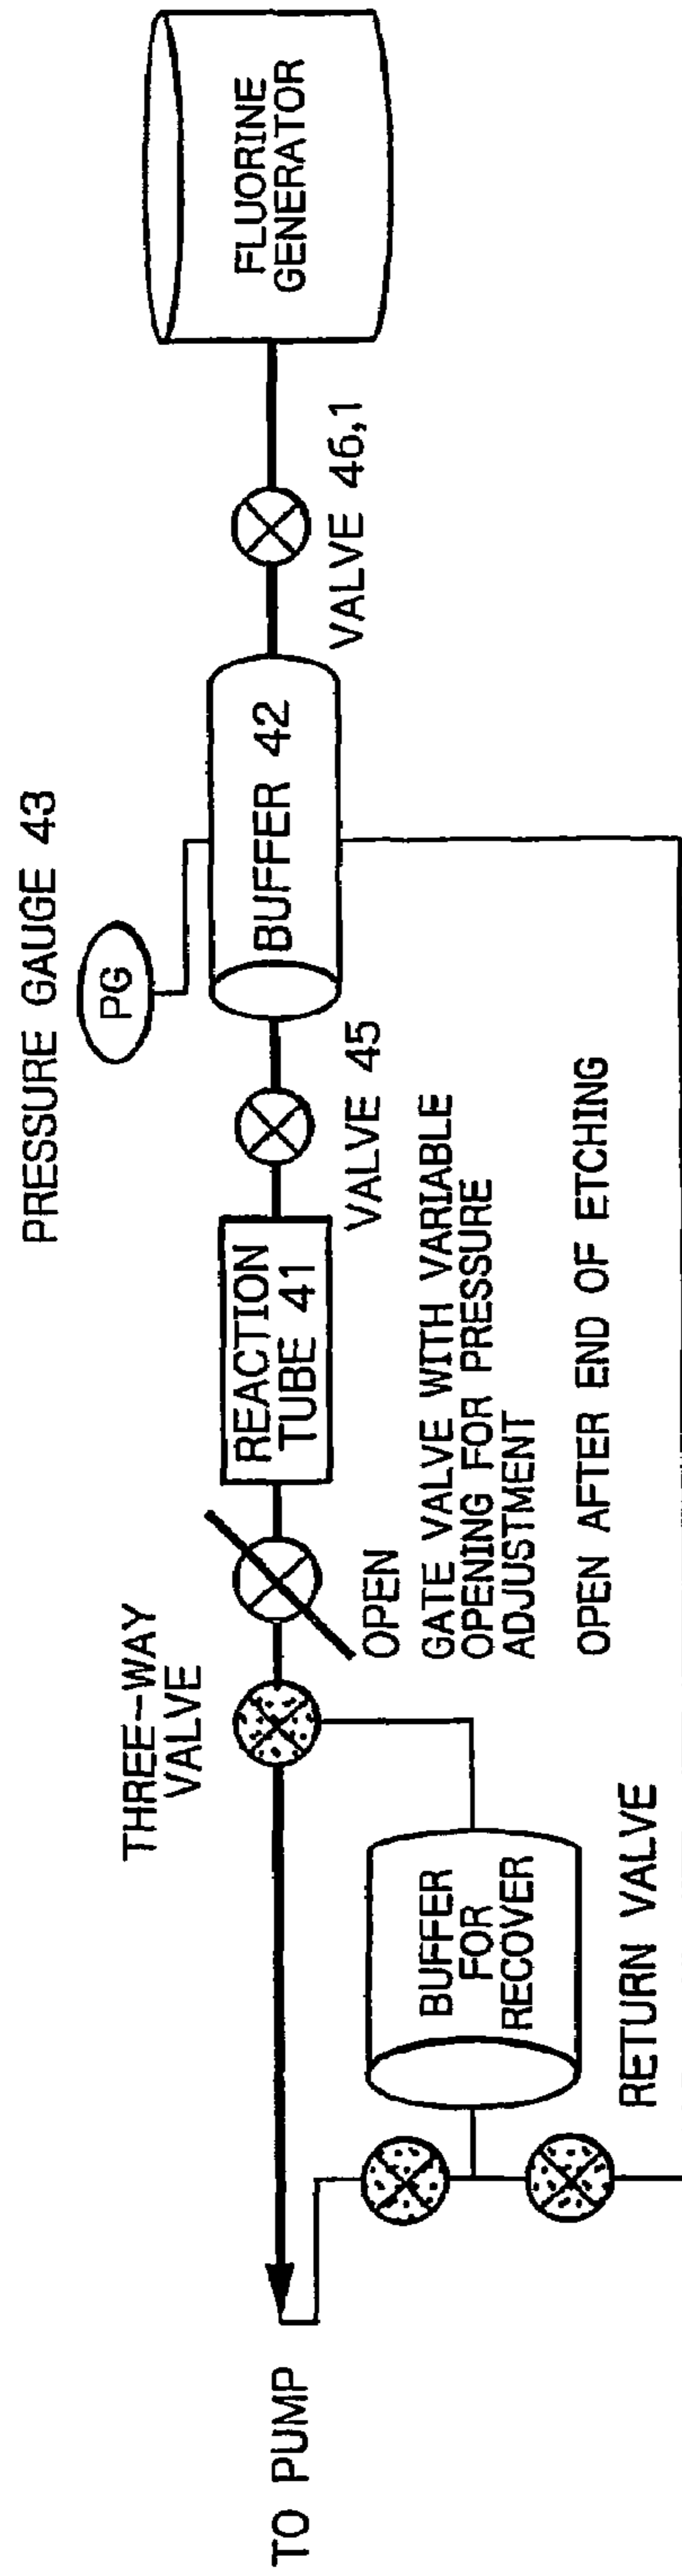 PRESSURE GAUGE 43
PG
FLUORINE
GENERATOR
VALVE 46,1
BUFFER 42
VALVE 45
REACTION
TUBE 41
OPEN
GATE VALVE WITH VARIABLE
OPENING FOR PRESSURE
ADJUSTMENT
OPEN AFTER END OF ETCHING
THREE-WAY
VALVE
BUFFER
FOR
RECOVER
RETURN VALVE
TO PUMP